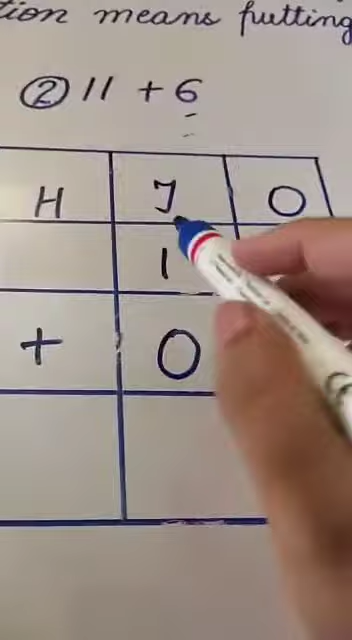 tion means putting
② 11 + 6
H T O
1
+ 0